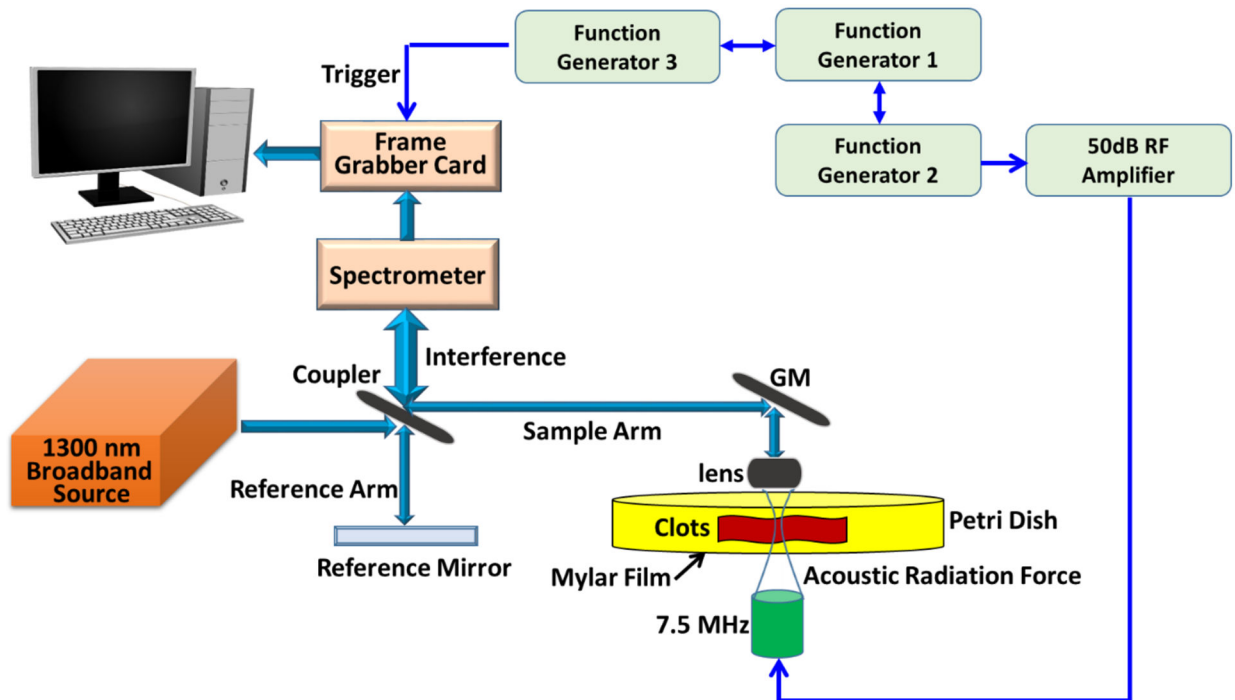 Function
Generator 3
Function
Generator 1
Trigger
Frame
Grabber Card
Function
Generator 2
50dB RF
Amplifier
Spectrometer
Interference
Coupler
GM
1300 nm
Broadband
Source
Sample Arm
Reference Arm
lens
Clots
Petri Dish
Reference Mirror
Mylar Film
Acoustic Radiation Force
7.5 MHz